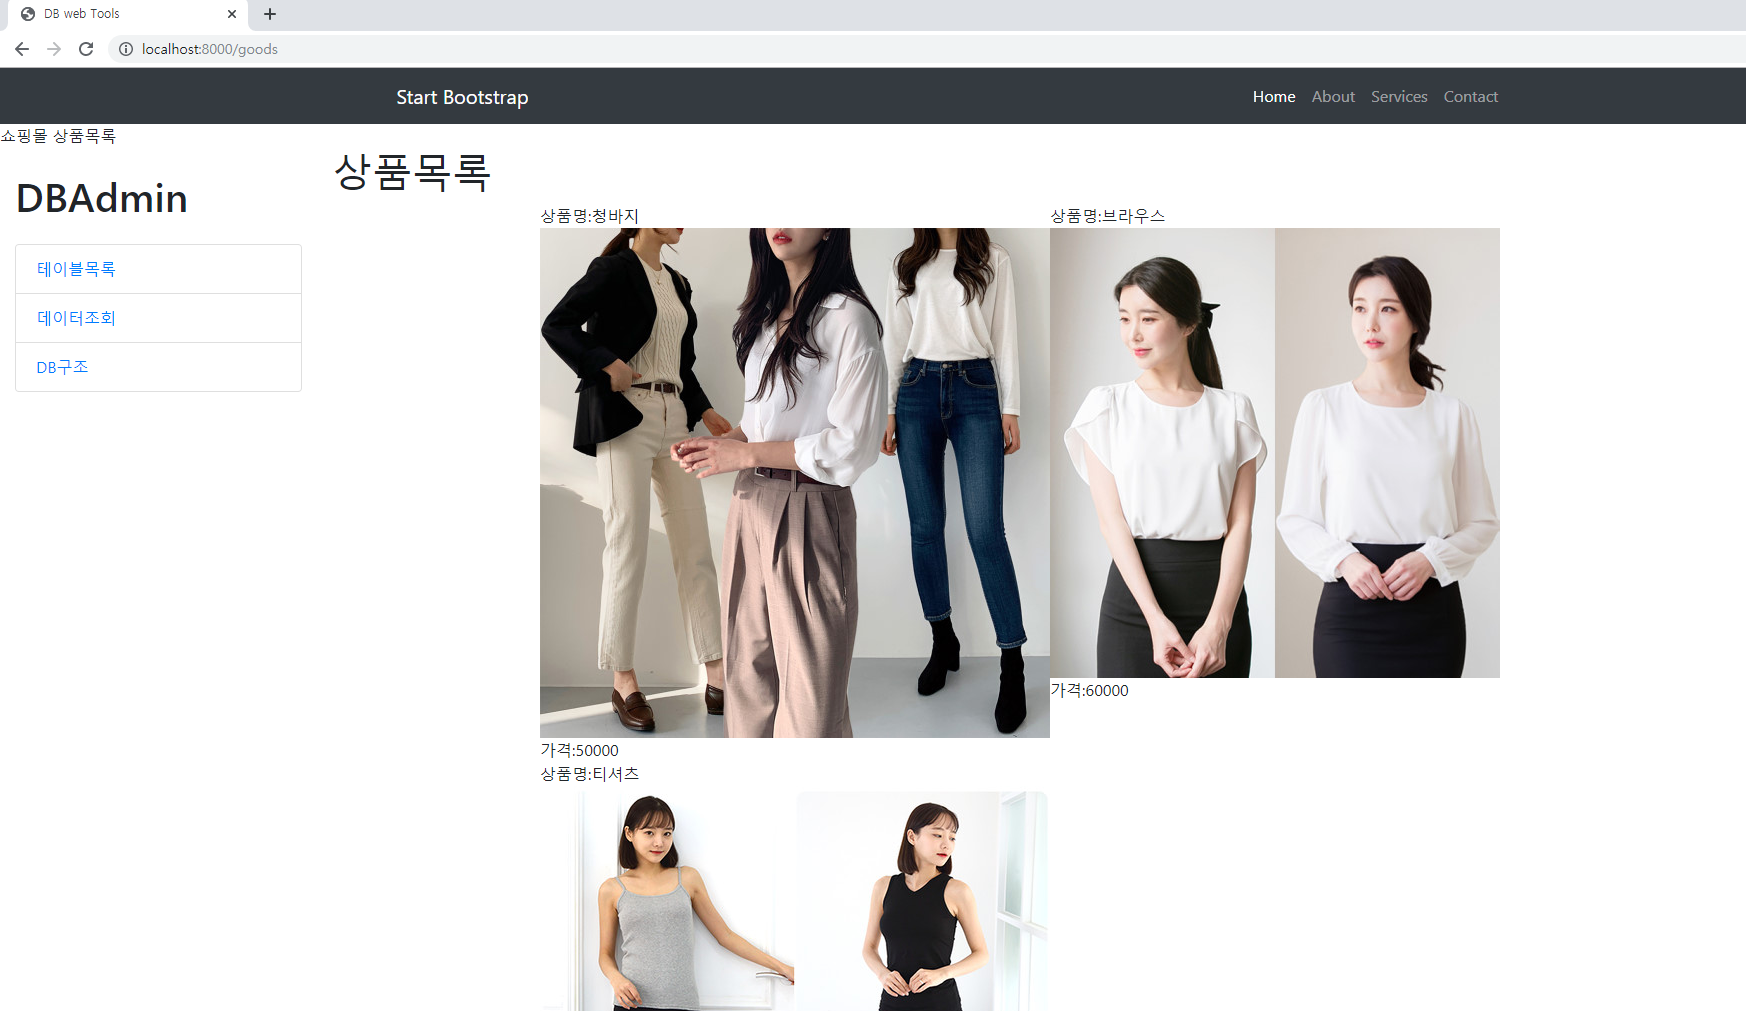 DB web Tools
localhost:8000/goods
Start Bootstrap
Home About Services Contact
쇼핑몰 상품목록
DBAdmin
테이블목록
데이터조회
DB구조
상품목록
상품명:청바지
가격:50000
상품명:브라우스
가격:60000
상품명:티셔츠